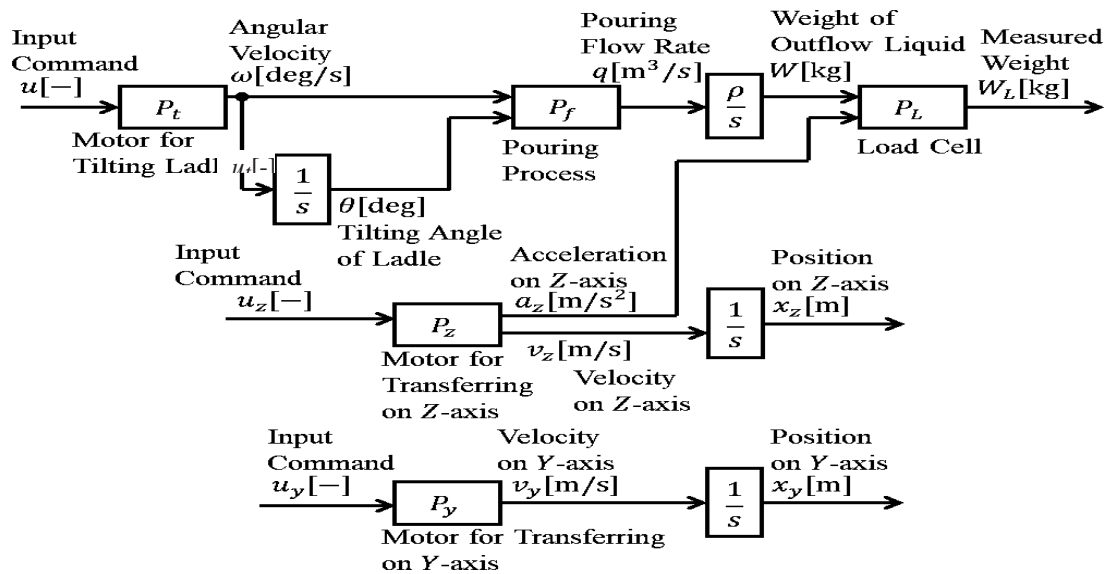 Input
Command
u[−]
P_t
Motor for
Tilting Ladl
u_t[-]
Angular
Velocity
ω[deg/s]
1/s
θ[deg]
Tilting Angle
of Ladle
P_f
Pouring
Process
Pouring
Flow Rate
q[m³/s]
ρ/s
Weight of
Outflow Liquid
W[kg]
P_L
Load Cell
Measured
Weight
W_L[kg]
Input
Command
u_z[−]
P_z
Motor for
Transferring
on Z-axis
Acceleration
on Z-axis
a_z[m/s²]
v_z[m/s]
Velocity
on Z-axis
1/s
Position
on Z-axis
x_z[m]
Input
Command
u_y[−]
P_y
Motor for Transferring
on Y-axis
Velocity
on Y-axis
v_y[m/s]
1/s
Position
on Y-axis
x_y[m]